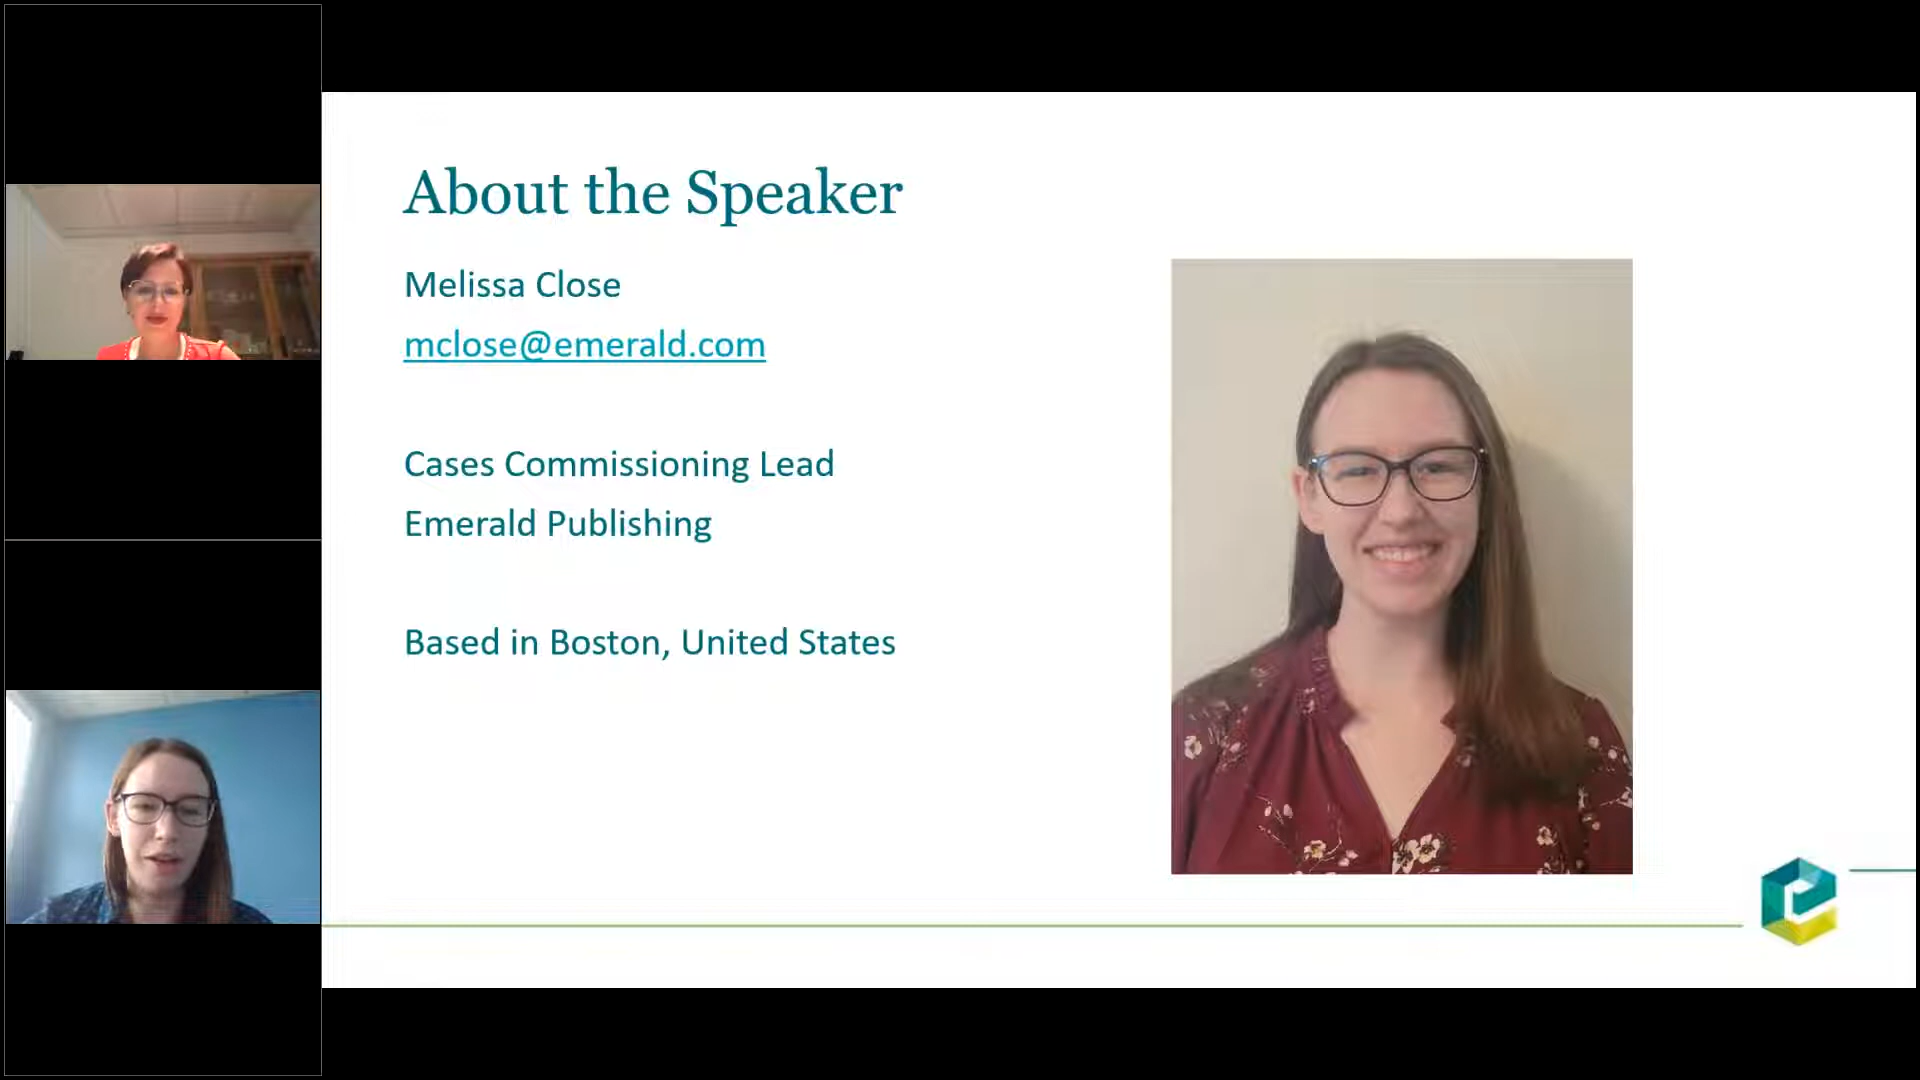 About the Speaker
Melissa Close
mclose@emerald.com
Cases Commissioning Lead
Emerald Publishing
Based in Boston, United States